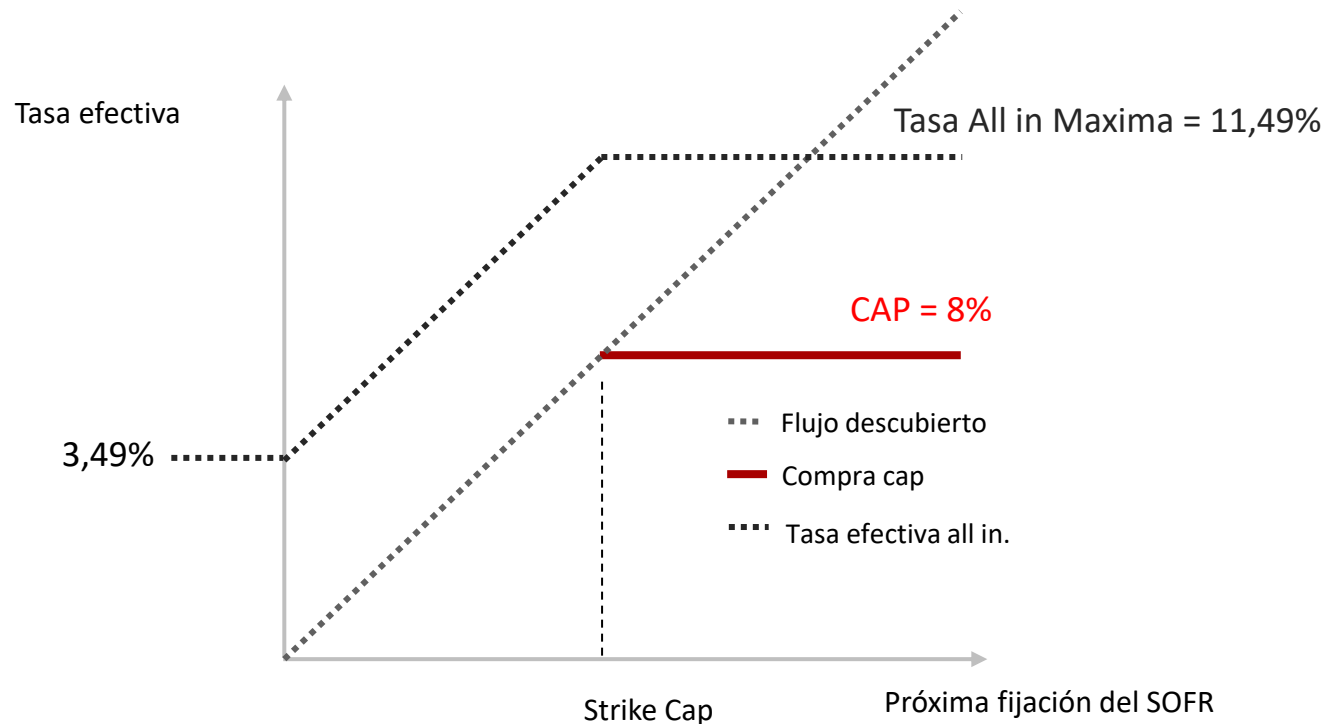 Tasa efectiva
Tasa All in Maxima = 11,49%
CAP = 8%
Flujo descubierto
3,49%
Compra cap
Tasa efectiva all in.
Strike Cap
Próxima fijación del SOFR